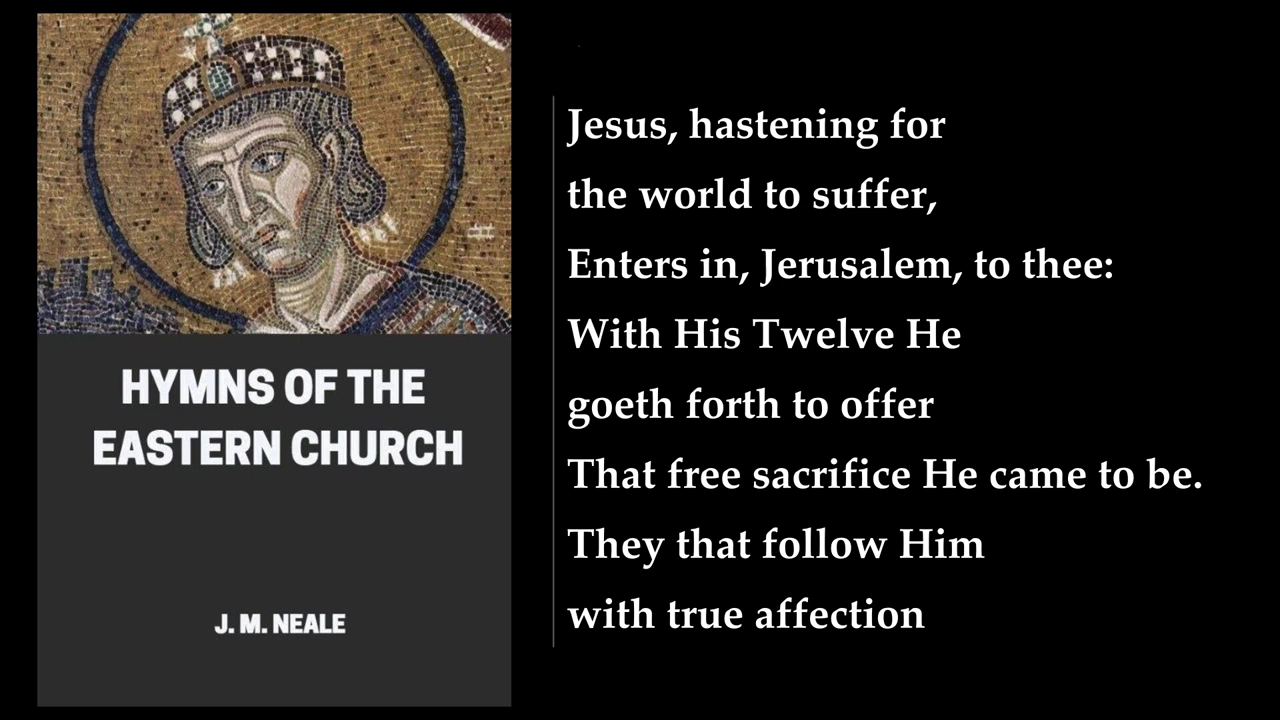 HYMNS OF THE
EASTERN CHURCH
J. M. NEALE
Jesus, hastening for
the world to suffer,
Enters in, Jerusalem, to thee:
With His Twelve He
goeth forth to offer
That free sacrifice He came to be.
They that follow Him
with true affection